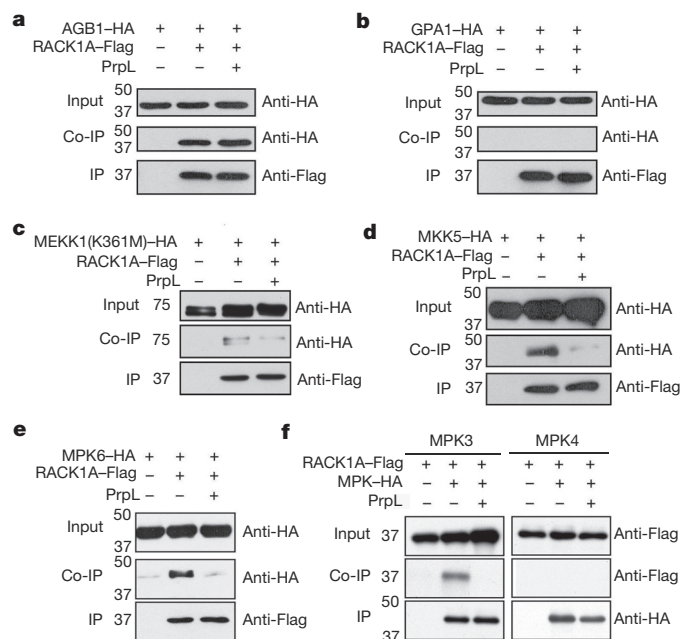 a
AGB1–HA + + +
RACK1A–Flag – + +
PrpL – – +
Input 50 37 Anti-HA
Co-IP 50 37 Anti-HA
IP 37 Anti-Flag
b
GPA1–HA + + +
RACK1A–Flag – + +
PrpL – – +
Input 50 37 Anti-HA
Co-IP 50 37 Anti-HA
IP 37 Anti-Flag
c
MEKK1(K361M)–HA + + +
RACK1A–Flag – + +
PrpL – – +
Input 75 Anti-HA
Co-IP 75 Anti-HA
IP 37 Anti-Flag
d
MKK5–HA + + +
RACK1A–Flag – + +
PrpL – – +
Input 50 37 Anti-HA
Co-IP 50 37 Anti-HA
IP 37 Anti-Flag
e
MPK6–HA + + +
RACK1A–Flag – + +
PrpL – – +
Input 50 37 Anti-HA
Co-IP 50 37 Anti-HA
IP 37 Anti-Flag
f
MPK3 MPK4
RACK1A–Flag + + + + + +
MPK–HA – + + – + +
PrpL – – + – – +
Input 37 Anti-Flag
Co-IP 37 Anti-Flag
IP 50 37 Anti-HA